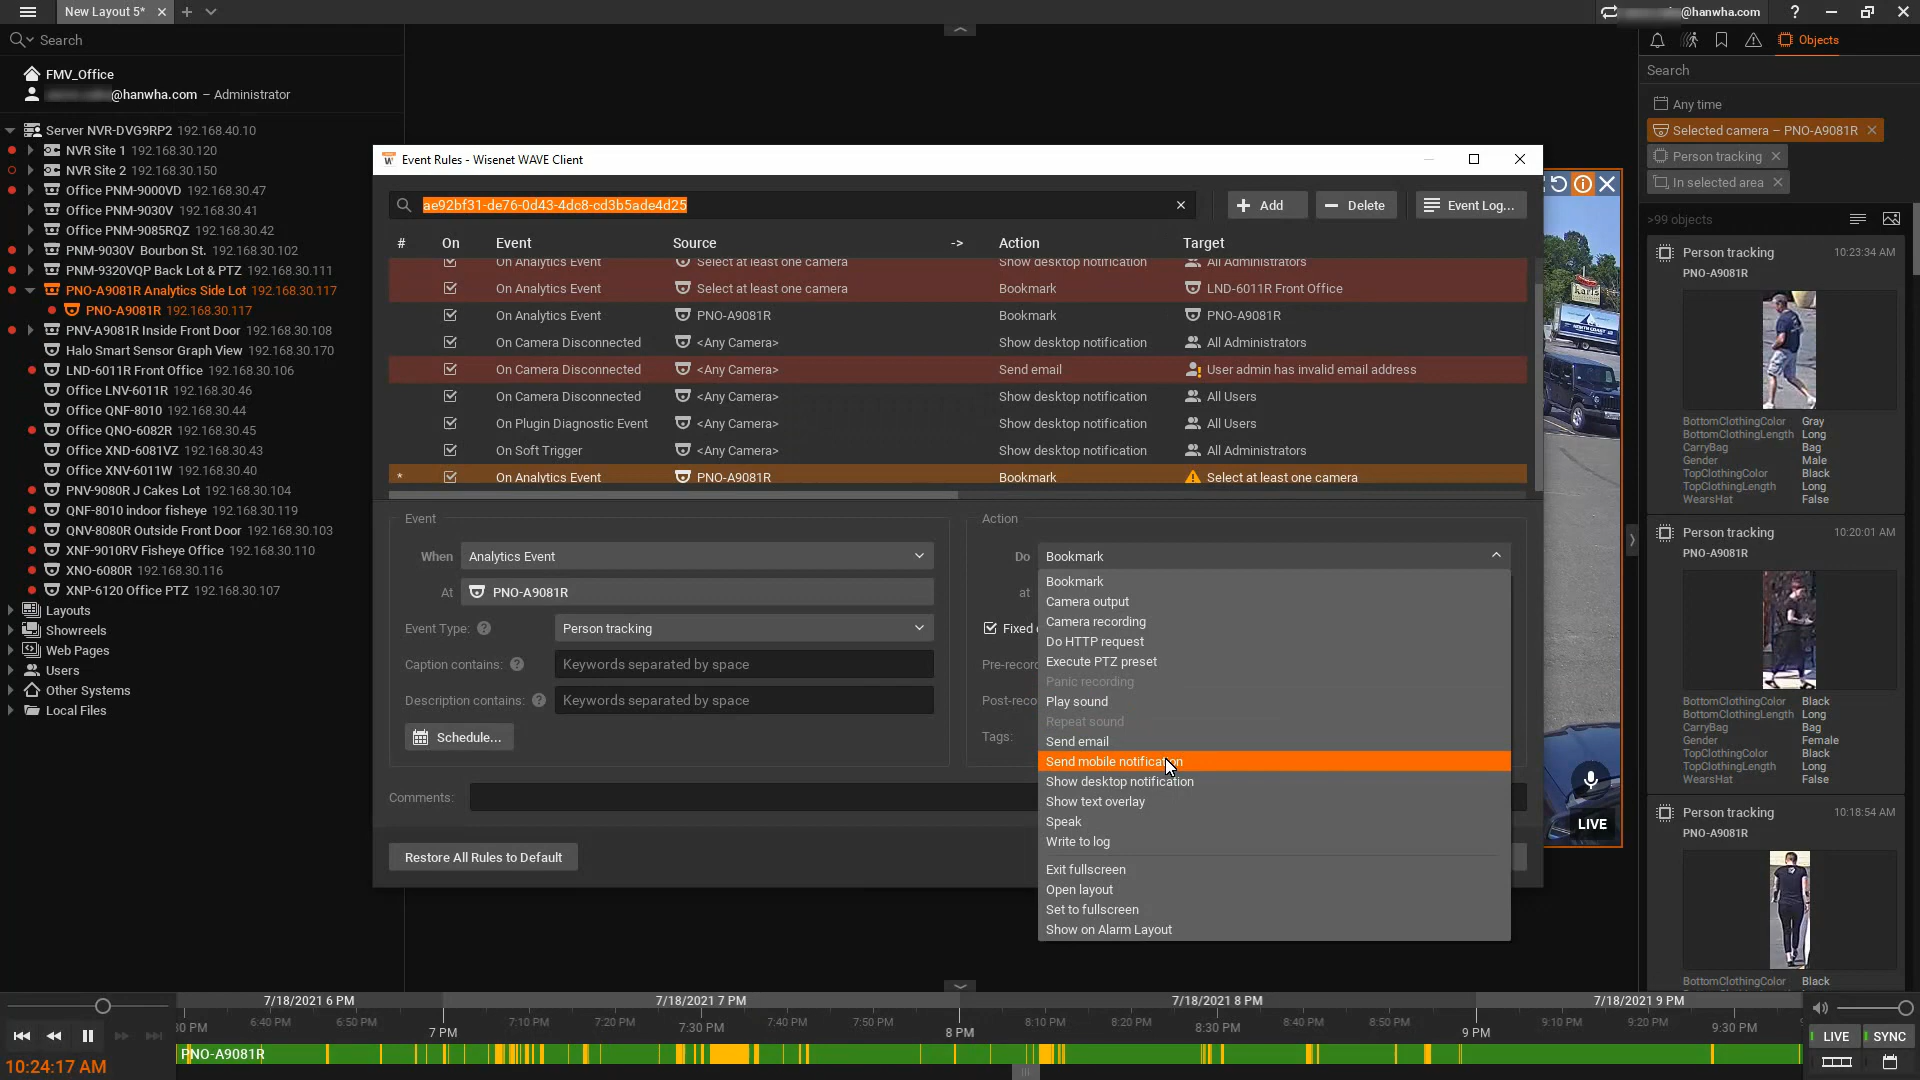 New Layout 5*
@hanwha.com
?
Search
FMV_Office
@hanwha.com – Administrator
Server NVR-DVG9RP2 192.168.40.10
NVR Site 1 192.168.30.120
NVR Site 2 192.168.30.150
Office PNM-9000VD 192.168.30.47
Office PNM-9030V 192.168.30.41
Office PNM-9085RQZ 192.168.30.42
PNM-9030V Bourbon St. 192.168.30.102
PNM-9320VQP Back Lot & PTZ 192.168.30.111
PNO-A9081R Analytics Side Lot 192.168.30.117
PNO-A9081R 192.168.30.117
PNV-A9081R Inside Front Door 192.168.30.108
Halo Smart Sensor Graph View 192.168.30.170
LND-6011R Front Office 192.168.30.106
Office LNV-6011R 192.168.30.46
Office QNF-8010 192.168.30.44
Office QNO-6082R 192.168.30.45
Office XND-6081VZ 192.168.30.43
Office XNV-6011W 192.168.30.40
PNV-9080R J Cakes Lot 192.168.30.104
QNF-8010 indoor fisheye 192.168.30.119
QNV-8080R Outside Front Door 192.168.30.103
XNF-9010RV Fisheye Office 192.168.30.110
XNO-6080R 192.168.30.116
XNP-6120 Office PTZ 192.168.30.107
Layouts
Showreels
Web Pages
Users
Other Systems
Local Files
Event Rules - Wisenet WAVE Client
ae92bf31-de76-0d43-4dc8-cd3b5ade4d25
Add
Delete
Event Log...
# On Event Source -> Action Target
On Analytics Event Select at least one camera Show desktop notification All Administrators
On Analytics Event Select at least one camera Bookmark LND-6011R Front Office
On Analytics Event PNO-A9081R Bookmark PNO-A9081R
On Camera Disconnected <Any Camera> Show desktop notification All Administrators
On Camera Disconnected <Any Camera> Send email User admin has invalid email address
On Camera Disconnected <Any Camera> Show desktop notification All Users
On Plugin Diagnostic Event <Any Camera> Show desktop notification All Users
On Soft Trigger <Any Camera> Show desktop notification All Administrators
* On Analytics Event PNO-A9081R Bookmark Select at least one camera
Event
When Analytics Event
At PNO-A9081R
Event Type: ? Person tracking
Caption contains: ? Keywords separated by space
Description contains: ? Keywords separated by space
Schedule...
Comments:
Restore All Rules to Default
Action
Do Bookmark
at
Fixed
Pre-recor
Post-reco
Tags:
Bookmark
Camera output
Camera recording
Do HTTP request
Execute PTZ preset
Panic recording
Play sound
Repeat sound
Send email
Send mobile notification
Show desktop notification
Show text overlay
Speak
Write to log
Exit fullscreen
Open layout
Set to fullscreen
Show on Alarm Layout
LIVE
Objects
Search
Any time
Selected camera – PNO-A9081R
Person tracking
In selected area
>99 objects
Person tracking 10:23:34 AM
PNO-A9081R
BottomClothingColor Gray
BottomClothingLength Long
CarryBag Bag
Gender Male
TopClothingColor Black
TopClothingLength Long
WearsHat False
Person tracking 10:20:01 AM
PNO-A9081R
BottomClothingColor Black
BottomClothingLength Long
CarryBag Bag
Gender Female
TopClothingColor Black
TopClothingLength Long
WearsHat False
Person tracking 10:18:54 AM
PNO-A9081R
BottomClothingColor Black
7/18/2021 6 PM 7/18/2021 7 PM 7/18/2021 8 PM 7/18/2021 9 PM
30 PM 6:40 PM 6:50 PM 7 PM 7:10 PM 7:20 PM 7:30 PM 7:40 PM 7:50 PM 8 PM 8:10 PM 8:20 PM 8:30 PM 8:40 PM 8:50 PM 9 PM 9:10 PM 9:20 PM 9:30 PM
PNO-A9081R
10:24:17 AM
LIVE
SYNC